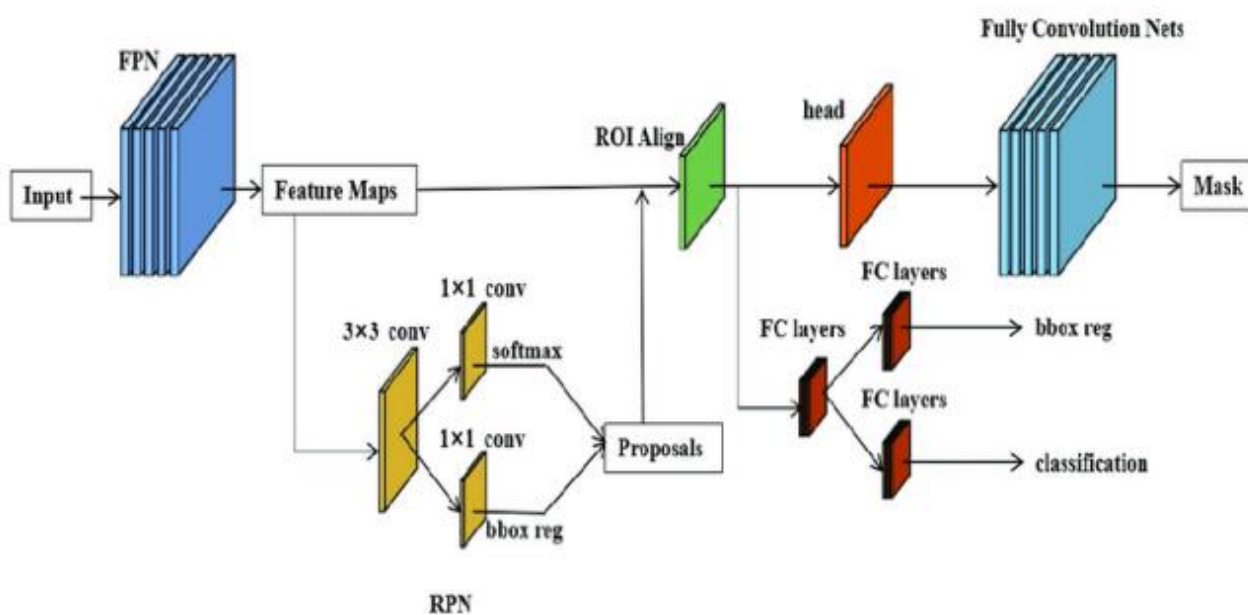 Fully Convolution Nets
FPN
head
ROI Align
Input
Feature Maps
Mask
1×1 conv
FC layers
3×3 conv
FC layers
softmax
bbox reg
FC layers
1×1 conv
Proposals
classification
bbox reg
RPN